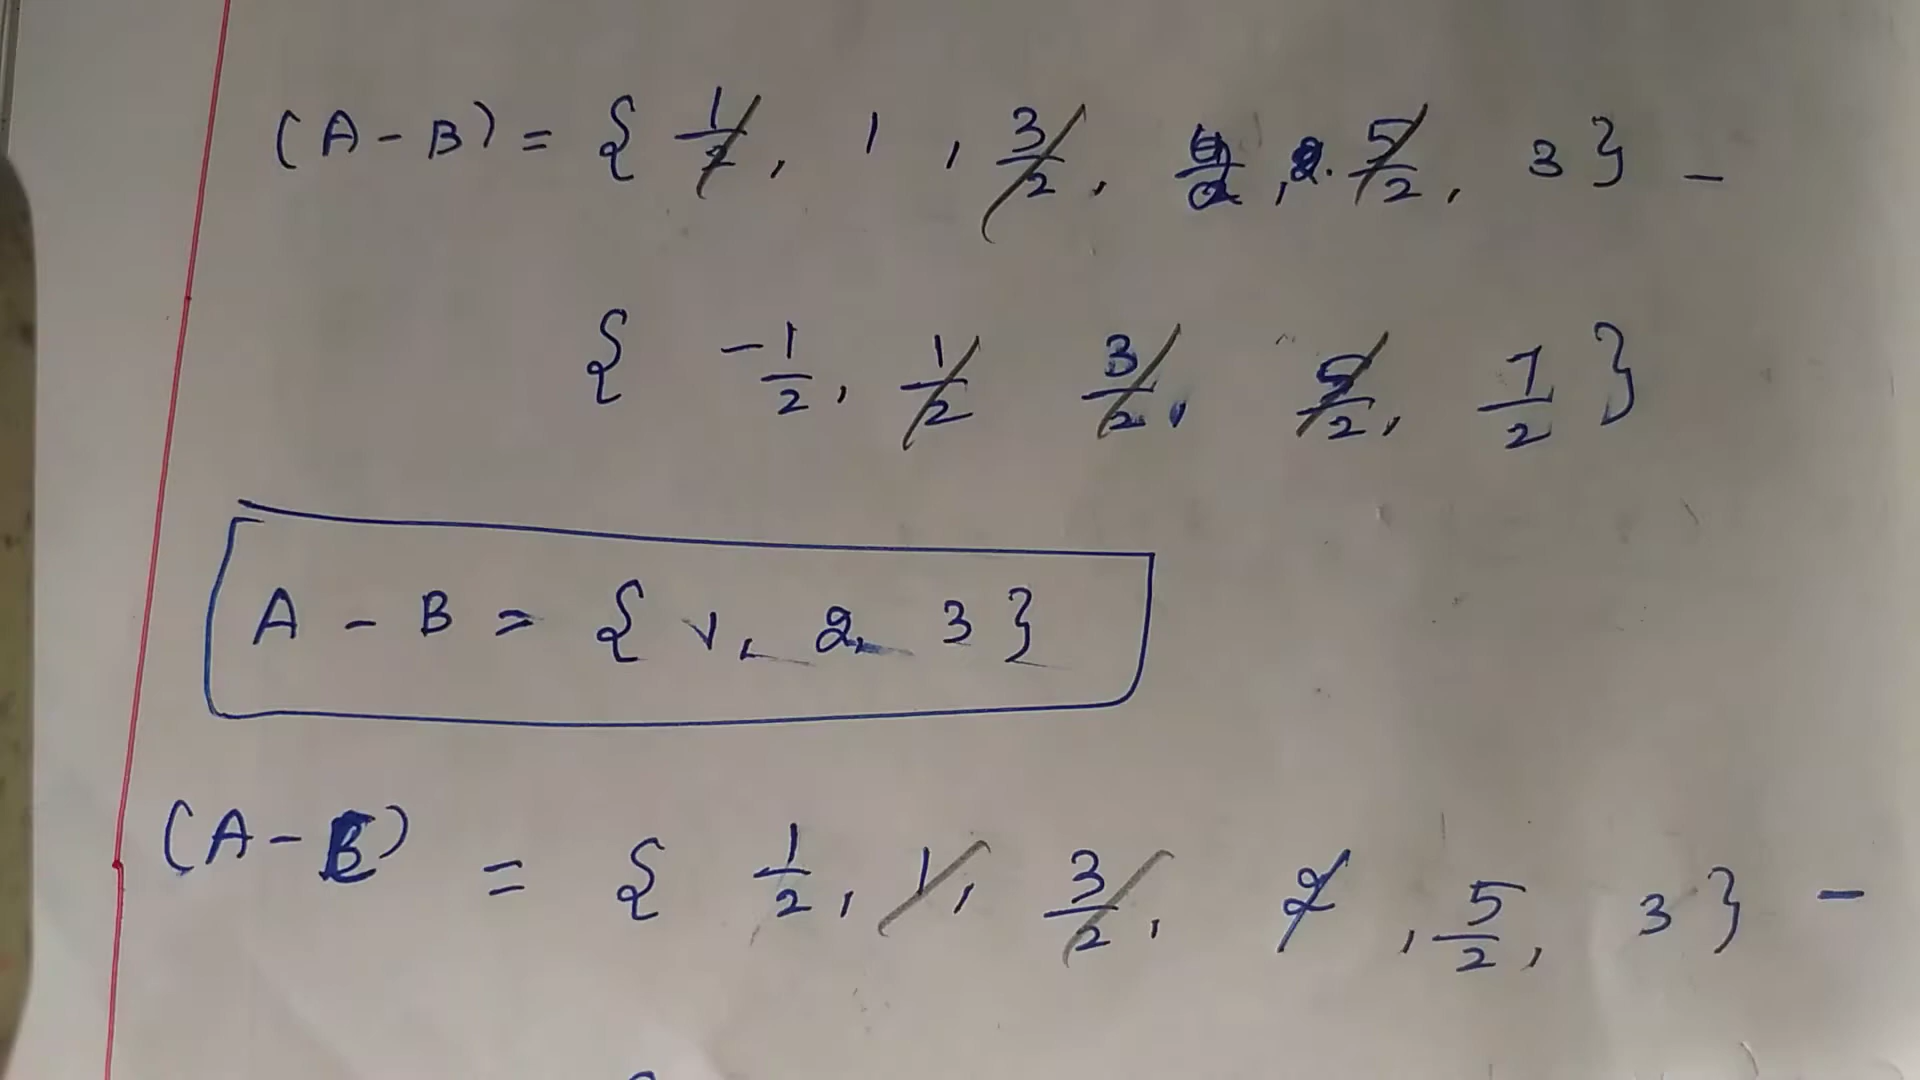 (A - B) = { 1/2, 1, 3/2, 2, 5/2, 3 } -
{ -1/2, 1/2 3/2, 5/2, 7/2 }
A - B = { 1, 2, 3 }
(A - C) = { 1/2, 1, 3/2, 2, 5/2, 3 } -